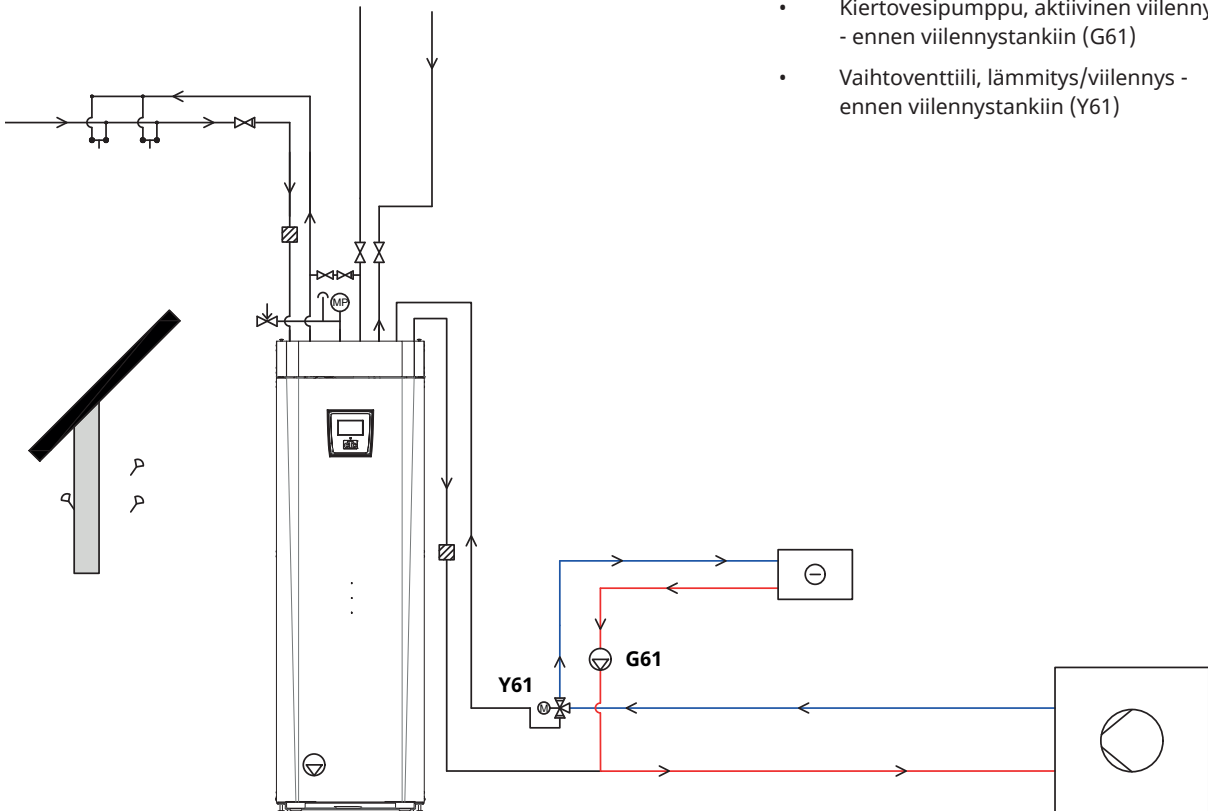 • Kiertovesipumppu, aktiivinen viilenny
- ennen viilennystankiin (G61)
• Vaihtoventtiili, lämmitys/viilennys -
ennen viilennystankiin (Y61)
MP
G61
Y61
M